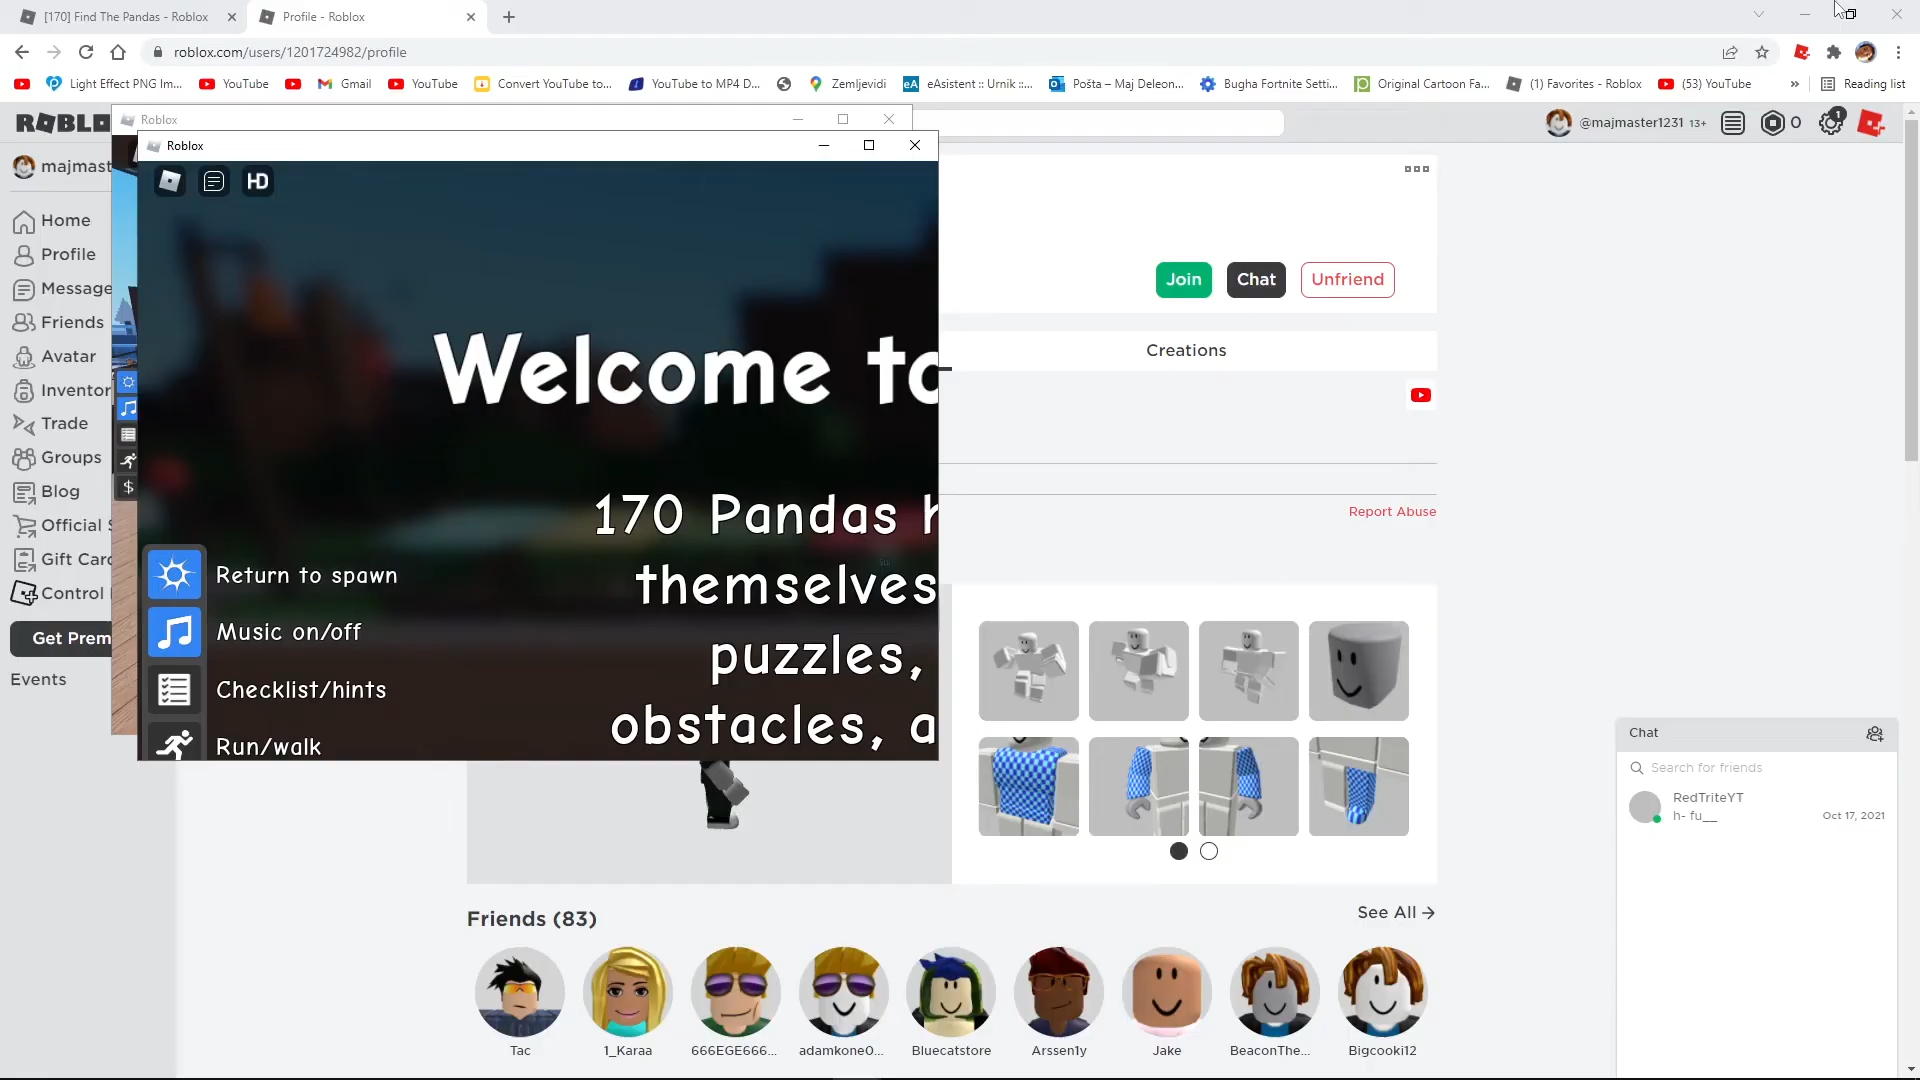 [170] Find The Pandas - Roblox
Profile - Roblox
roblox.com/users/1201724982/profile
Light Effect PNG Im...
YouTube
Gmail
YouTube
Convert YouTube to...
YouTube to MP4 D...
Zemljevidi
eAsistent :: Urnik ::...
Pošta – Maj Deleon...
Bugha Fortnite Setti...
Original Cartoon Fa...
(1) Favorites - Roblox
(53) YouTube
»
Reading list
ROBLO
Roblox
@majmaster1231 13+
0
1
Roblox
HD
majmast
Home
Profile
Message
Friends
Avatar
Inventor
Trade
Groups
Blog
Official S
Gift Card
Control
Get Prem
Events
Welcome to
170 Pandas h
themselves
puzzles,
obstacles, a
Return to spawn
Music on/off
Checklist/hints
Run/walk
Join
Chat
Unfriend
Creations
Report Abuse
Friends (83)
See All
Tac
1_Karaa
666EGE666...
adamkone0...
Bluecatstore
Arssen1y
Jake
BeaconThe...
Bigcooki12
Chat
Search for friends
RedTriteYT
h- fu__
Oct 17, 2021